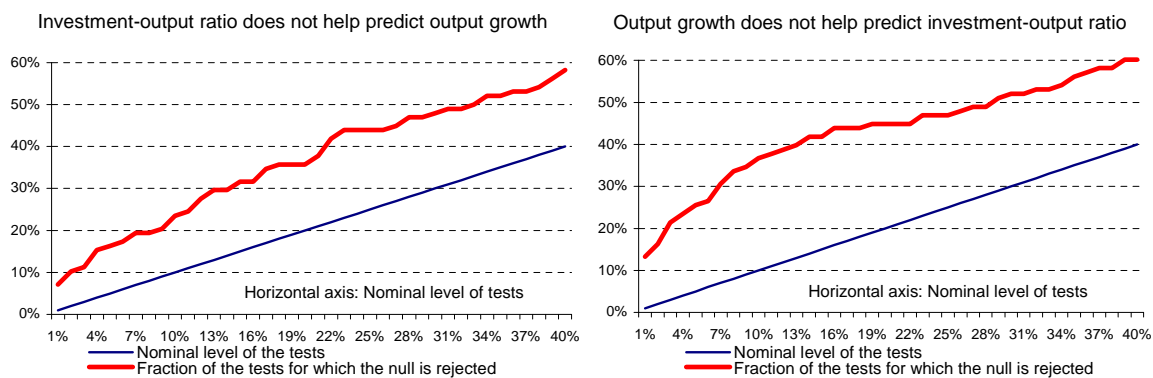 Investment-output ratio does not help predict output growth
60%
50%
40%
30%
20%
10%
0%
Horizontal axis: Nominal level of tests
1% 4% 7% 10% 13% 16% 19% 22% 25% 28% 31% 34% 37% 40%
Nominal level of the tests
Fraction of the tests for which the null is rejected
Output growth does not help predict investment-output ratio
60%
50%
40%
30%
20%
10%
0%
Horizontal axis: Nominal level of tests
1% 4% 7% 10% 13% 16% 19% 22% 25% 28% 31% 34% 37% 40%
Nominal level of the tests
Fraction of the tests for which the null is rejected